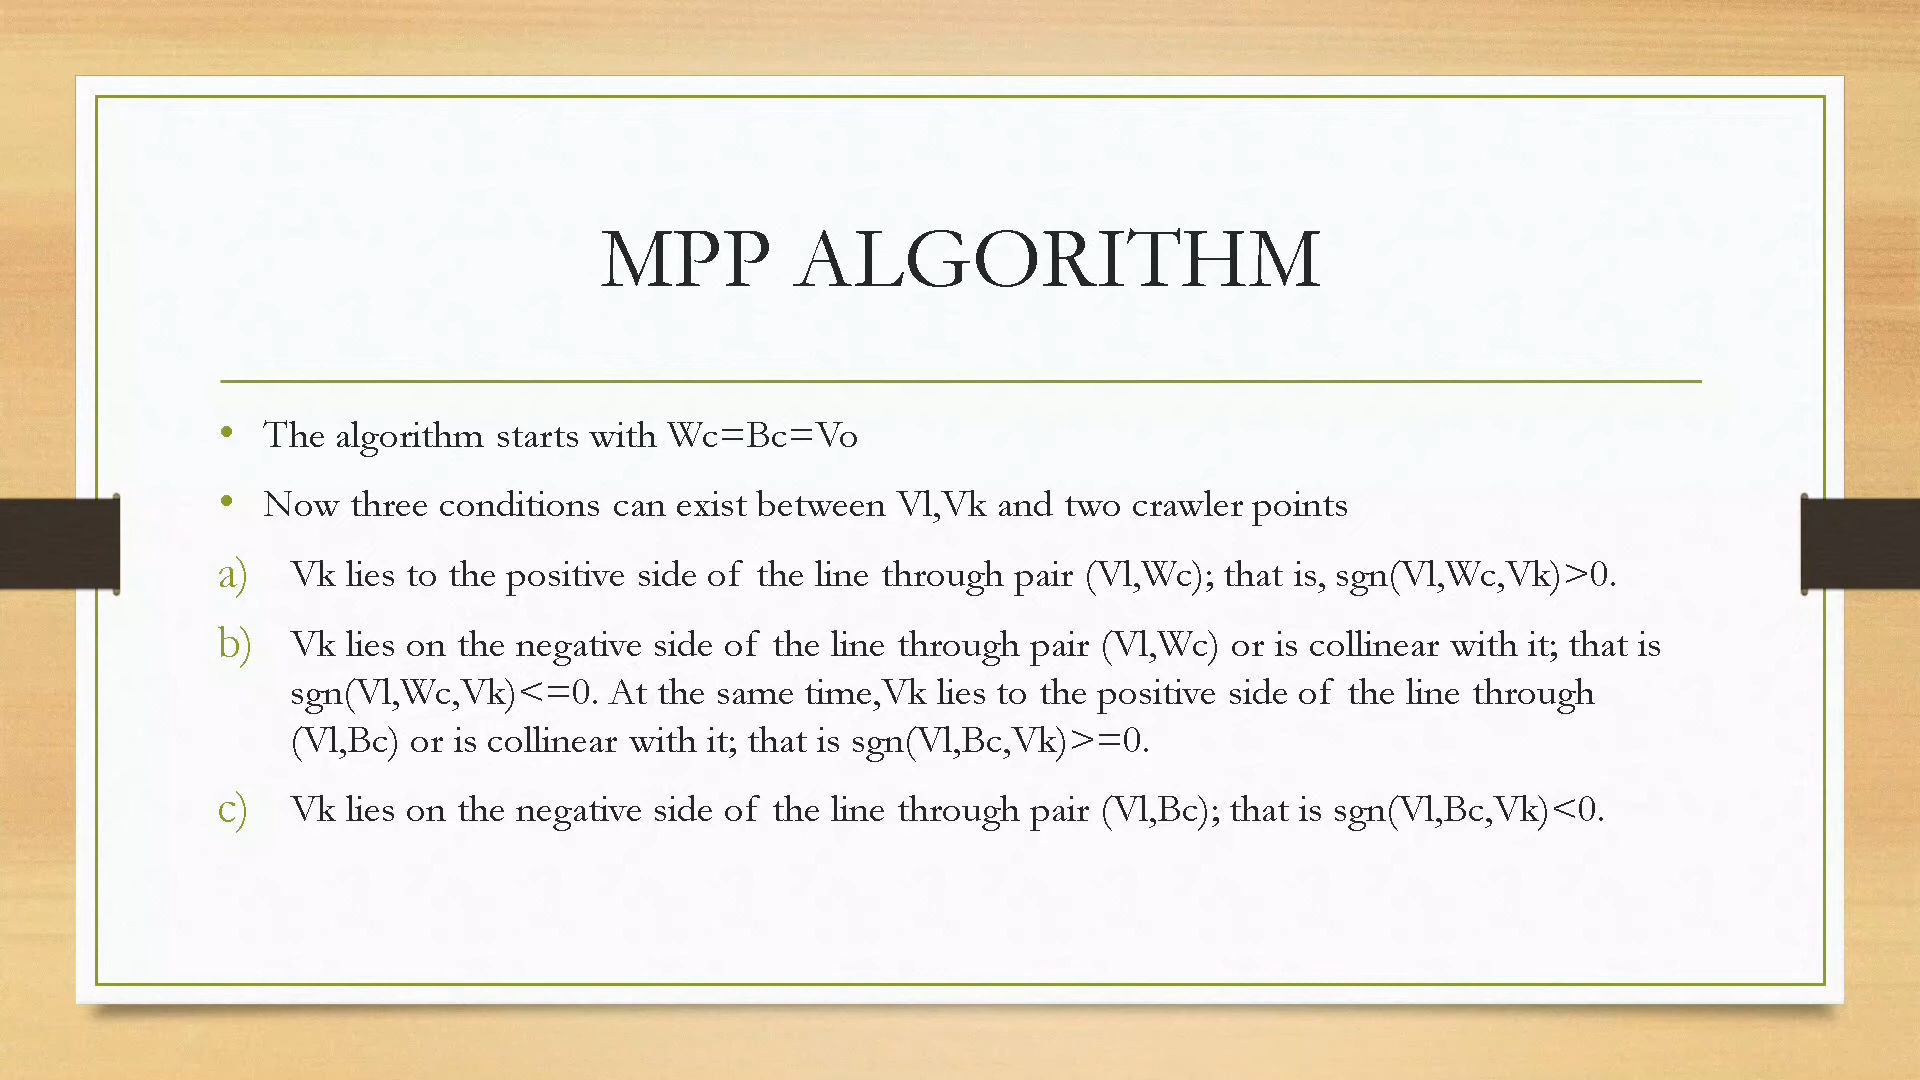 MPP ALGORITHM
• The algorithm starts with Wc=Bc=Vo
• Now three conditions can exist between Vl,Vk and two crawler points
a) Vk lies to the positive side of the line through pair (Vl,Wc); that is, sgn(Vl,Wc,Vk)>0.
b) Vk lies on the negative side of the line through pair (Vl,Wc) or is collinear with it; that is
sgn(Vl,Wc,Vk)<=0. At the same time,Vk lies to the positive side of the line through
(Vl,Bc) or is collinear with it; that is sgn(Vl,Bc,Vk)>=0.
c) Vk lies on the negative side of the line through pair (Vl,Bc); that is sgn(Vl,Bc,Vk)<0.